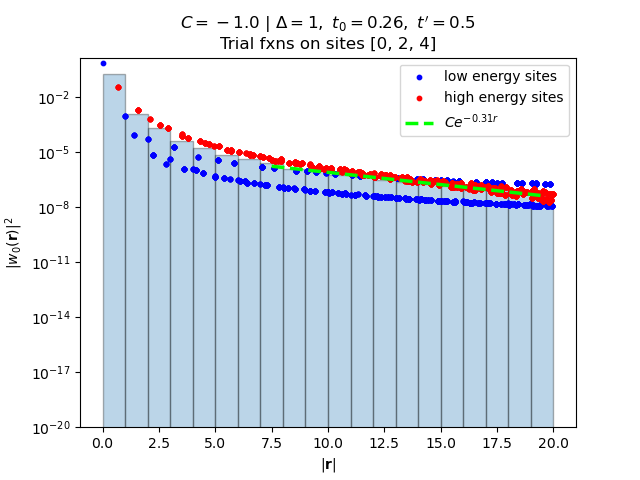 C = −1.0 | Δ = 1, t₀ = 0.26, t′ = 0.5
Trial fxns on sites [0, 2, 4]
low energy sites
high energy sites
Ce^{−0.31r}
|w₀(r)|²
10⁻²
10⁻⁵
10⁻⁸
10⁻¹¹
10⁻¹⁴
10⁻¹⁷
10⁻²⁰
0.0 2.5 5.0 7.5 10.0 12.5 15.0 17.5 20.0
|r|